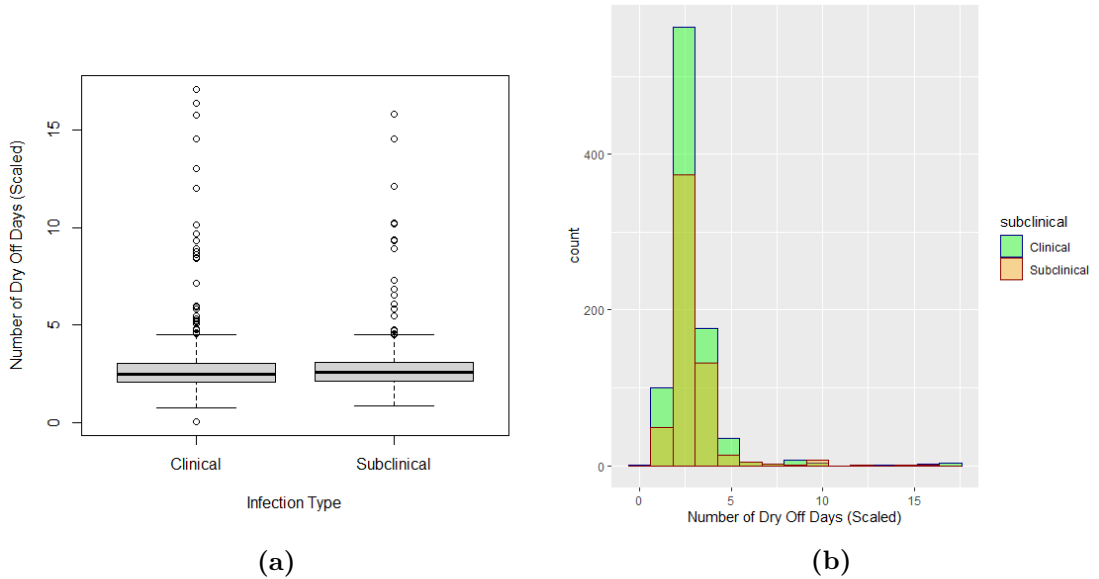 Number of Dry Off Days (Scaled)
15
10
5
0
Clinical
Subclinical
Infection Type
(a)
count
400
200
0
0
5
10
15
Number of Dry Off Days (Scaled)
subclinical
Clinical
Subclinical
(b)